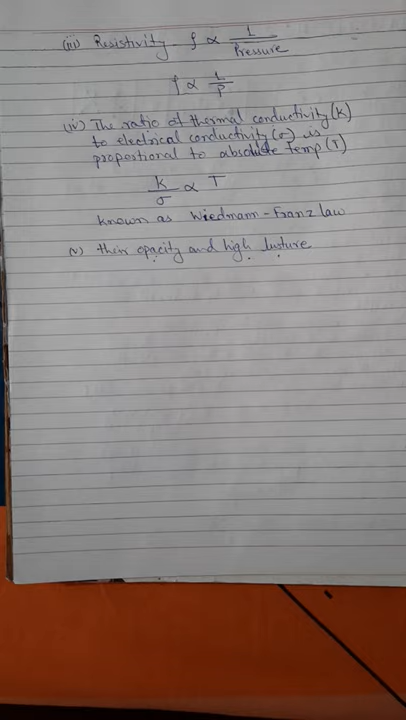 (iii) Resistivity ρ ∝ 1/Pressure
ρ ∝ 1/P
(iv) The ratio of thermal conductivity (K)
to electrical conductivity (σ) is
propostional to absolute Temp (T)
K/σ ∝ T
known as Wiedmann-Franz law
(v) their opacity and high lusture